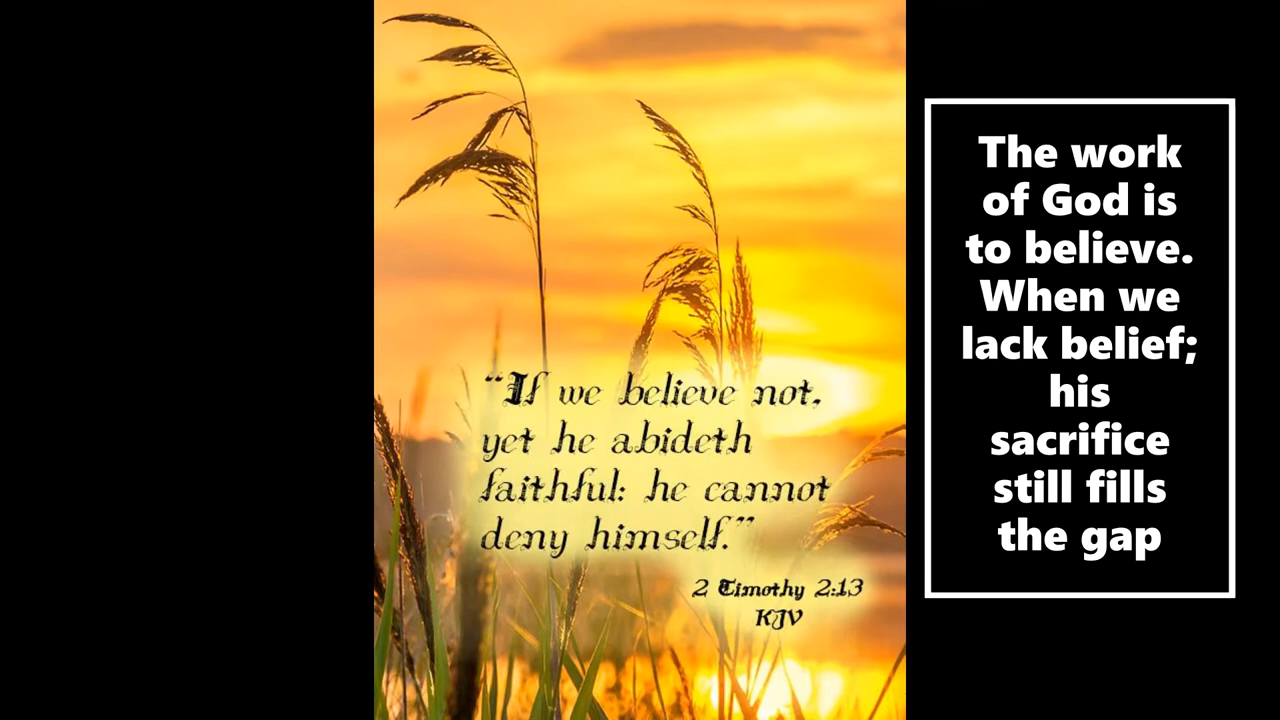 “If we believe not,
yet he abideth
faithful: he cannot
deny himself.”
2 Timothy 2:13
KJV
The work
of God is
to believe.
When we
lack belief;
his
sacrifice
still fills
the gap